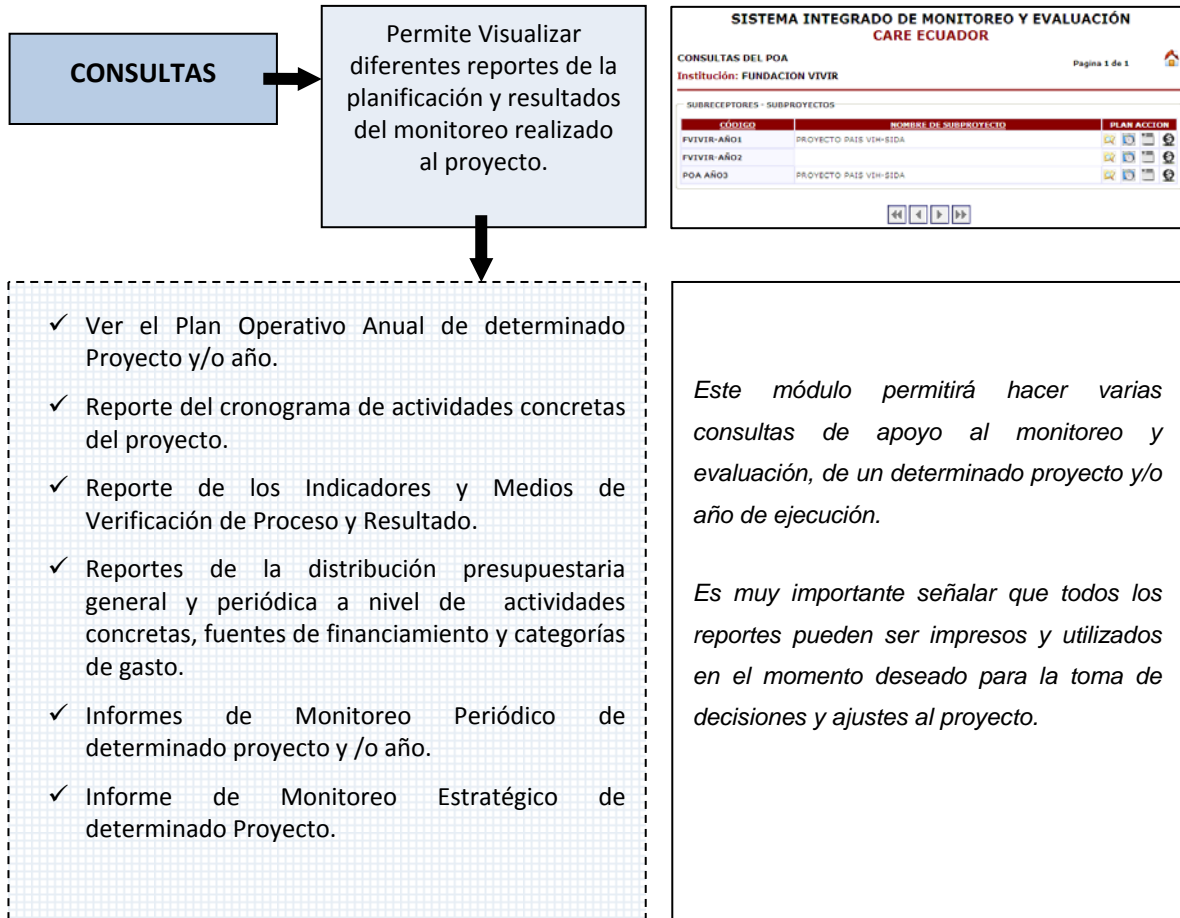 CONSULTAS
Permite Visualizar
diferentes reportes de la
planificación y resultados
del monitoreo realizado
al proyecto.
SISTEMA INTEGRADO DE MONITOREO Y EVALUACIÓN
CARE ECUADOR
CONSULTAS DEL POA
Pagina 1 de 1
Institución: FUNDACION VIVIR
SUBRECEPTORES - SUBPROYECTOS
CÓDIGO NOMBRE DE SUBPROYECTO PLAN ACCION
FVIVIR-AÑO1 PROYECTO PAIS VIH-SIDA
FVIVIR-AÑO2
POA AÑO3 PROYECTO PAIS VIH-SIDA
✓ Ver el Plan Operativo Anual de determinado
Proyecto y/o año.
✓ Reporte del cronograma de actividades concretas
del proyecto.
✓ Reporte de los Indicadores y Medios de
Verificación de Proceso y Resultado.
✓ Reportes de la distribución presupuestaria
general y periódica a nivel de actividades
concretas, fuentes de financiamiento y categorías
de gasto.
✓ Informes de Monitoreo Periódico de
determinado proyecto y /o año.
✓ Informe de Monitoreo Estratégico de
determinado Proyecto.
Este módulo permitirá hacer varias
consultas de apoyo al monitoreo y
evaluación, de un determinado proyecto y/o
año de ejecución.
Es muy importante señalar que todos los
reportes pueden ser impresos y utilizados
en el momento deseado para la toma de
decisiones y ajustes al proyecto.